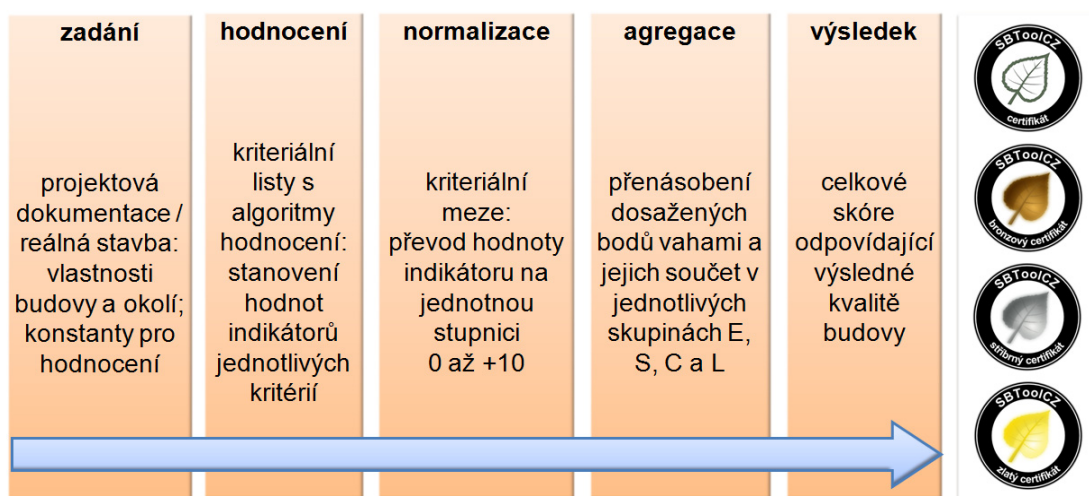 zadání
projektová
dokumentace /
reálná stavba:
vlastnosti
budovy a okolí;
konstanty pro
hodnocení
hodnocení
kriteriální
listy s
algoritmy
hodnocení:
stanovení
hodnot
indikátorů
jednotlivých
kritérií
normalizace
kriteriální
meze:
převod hodnoty
indikátoru na
jednotnou
stupnici
0 až +10
agregace
přenásobení
dosažených
bodů vahami a
jejich součet v
jednotlivých
skupinách E,
S, C a L
výsledek
celkové
skóre
odpovídající
výsledné
kvalitě
budovy
SBToolCZ
certifikát
SBToolCZ
bronzový certifikát
SBToolCZ
stříbrný certifikát
SBToolCZ
zlatý certifikát